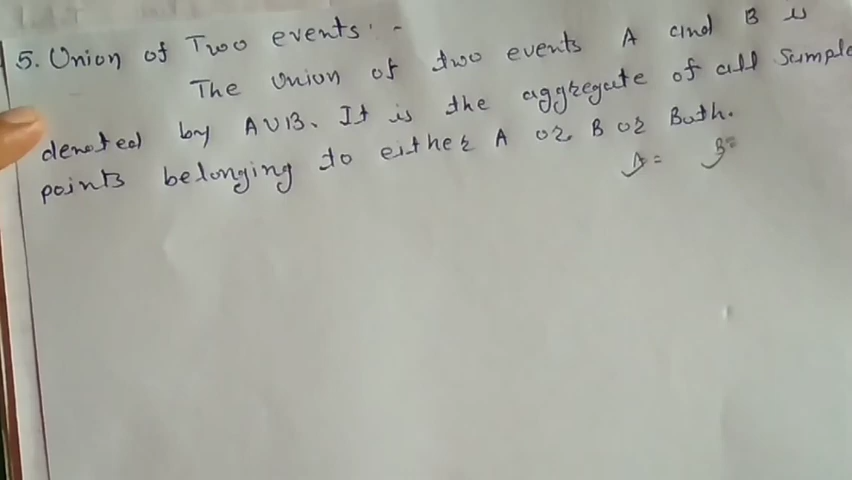 5. Union of Two events : -
The union of two events A and B is
denoted by A∪B. It is the aggregate of all sample
points belonging to either A or B or Both.
A = B =